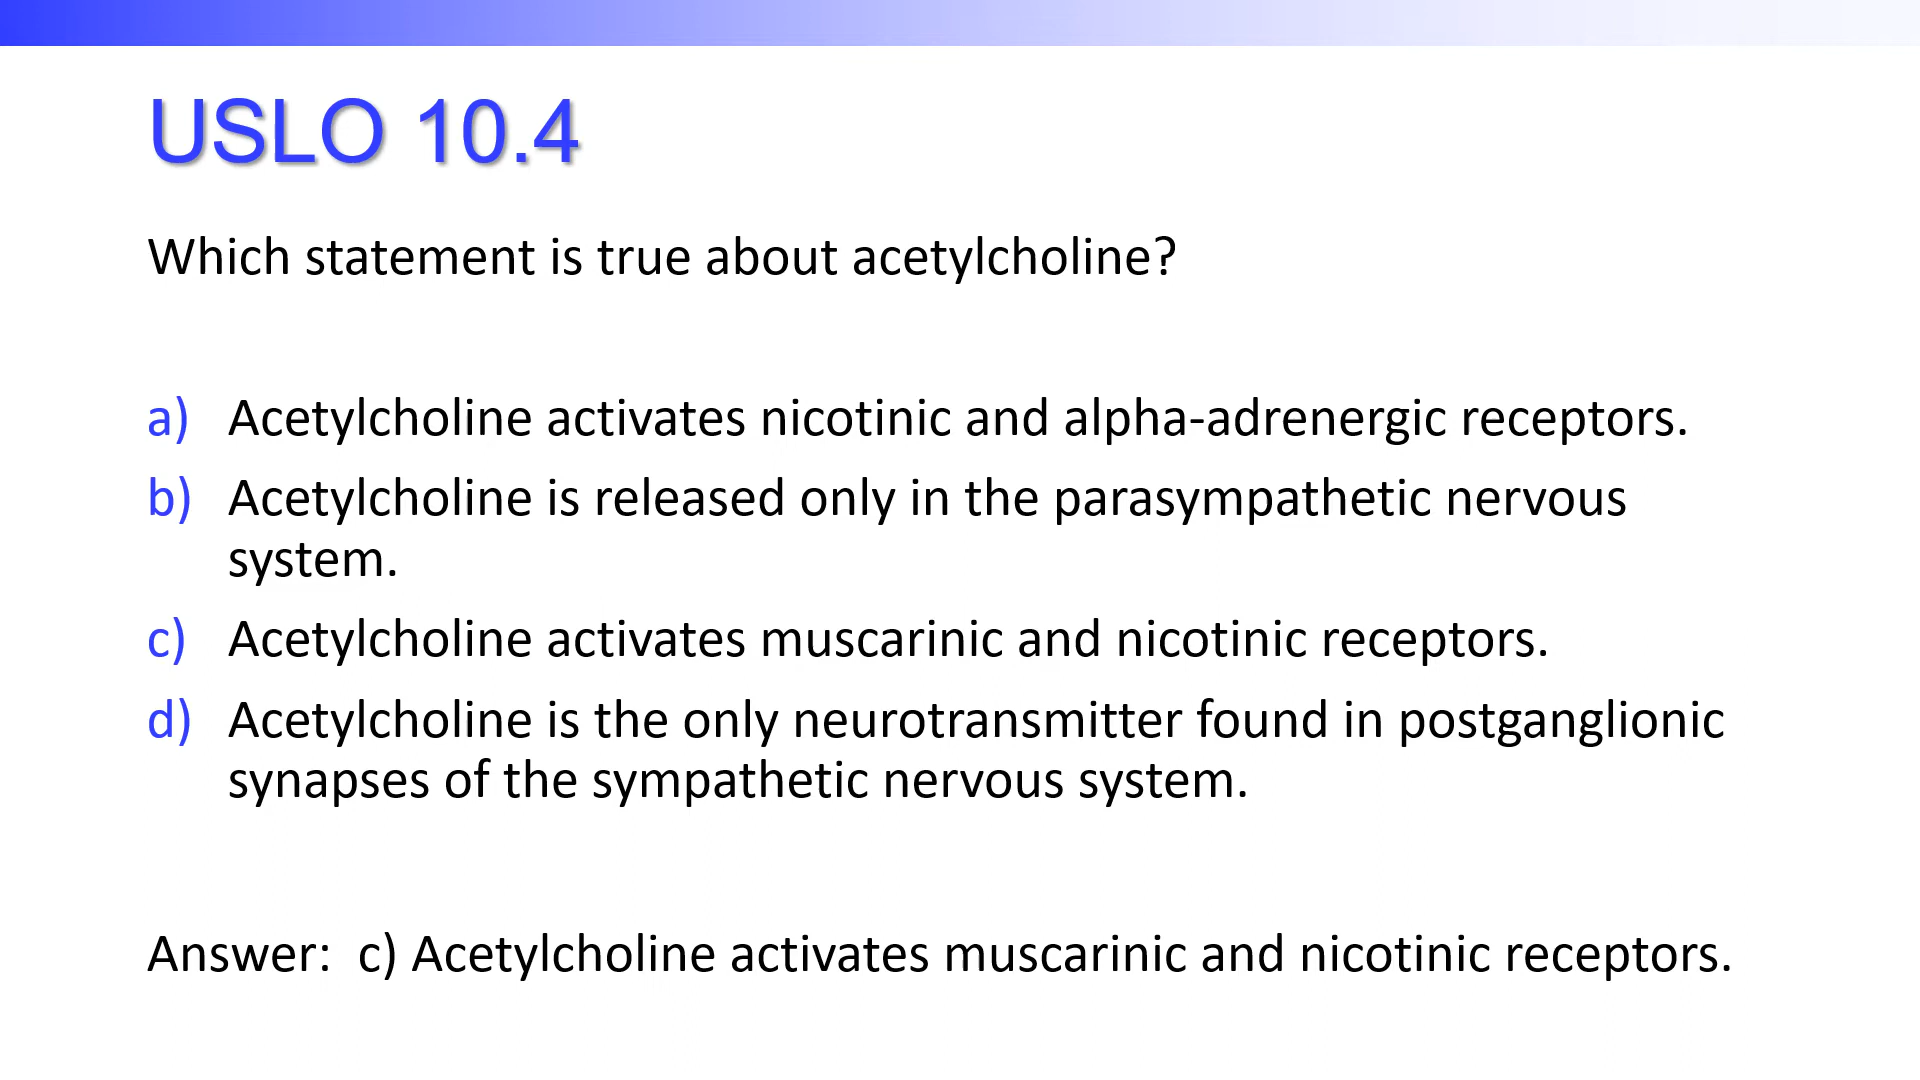 USLO 10.4
Which statement is true about acetylcholine?
a) Acetylcholine activates nicotinic and alpha-adrenergic receptors.
b) Acetylcholine is released only in the parasympathetic nervous
system.
c) Acetylcholine activates muscarinic and nicotinic receptors.
d) Acetylcholine is the only neurotransmitter found in postganglionic
synapses of the sympathetic nervous system.
Answer: c) Acetylcholine activates muscarinic and nicotinic receptors.